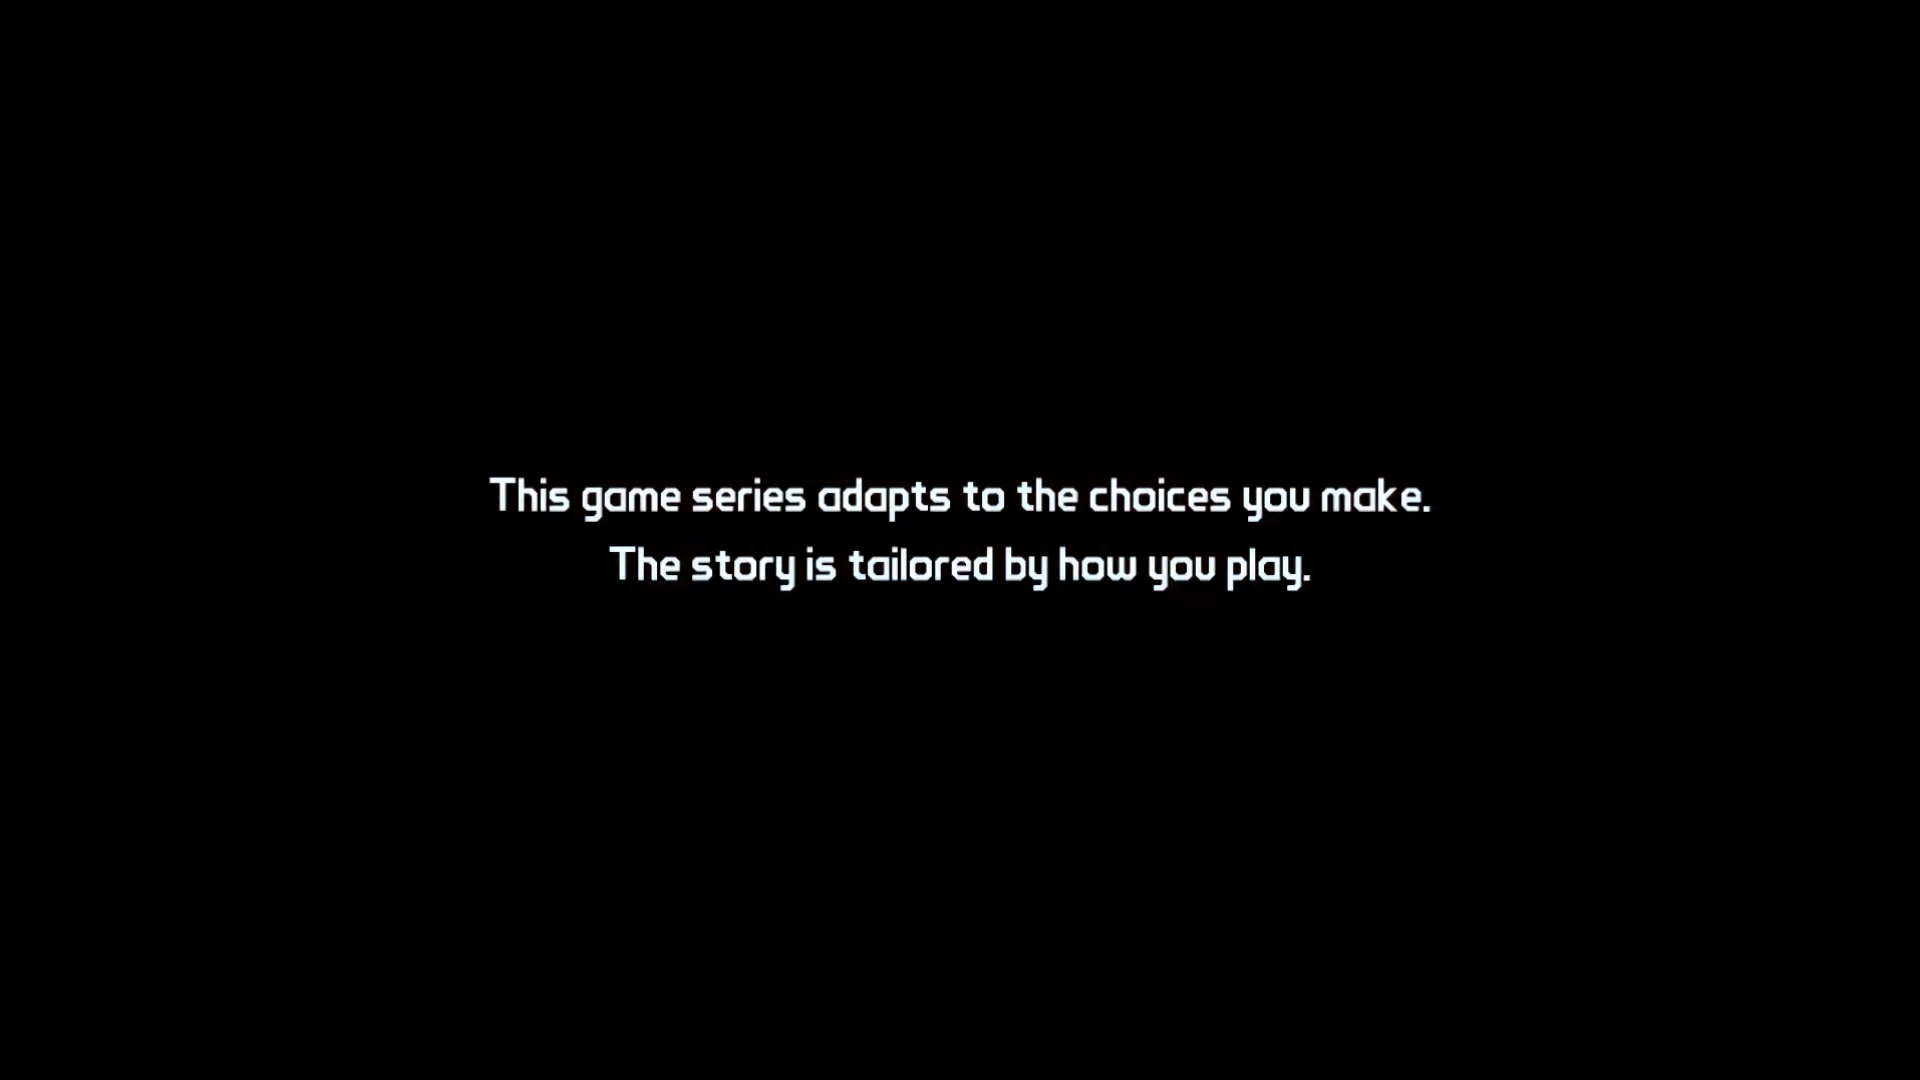 This game series adapts to the choices you make.
The story is tailored by how you play.